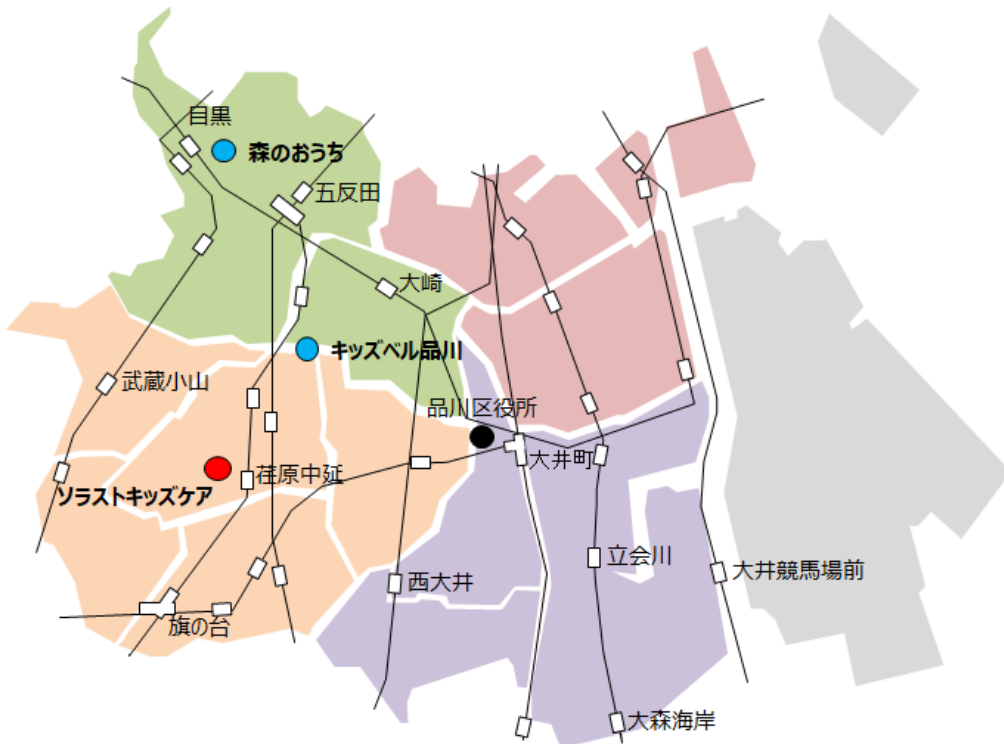 目黒
森のおうち
五反田
大崎
キッズベル品川
武蔵小山
品川区役所
大井町
荏原中延
ソラストキッズケア
立会川
大井競馬場前
西大井
旗の台
大森海岸